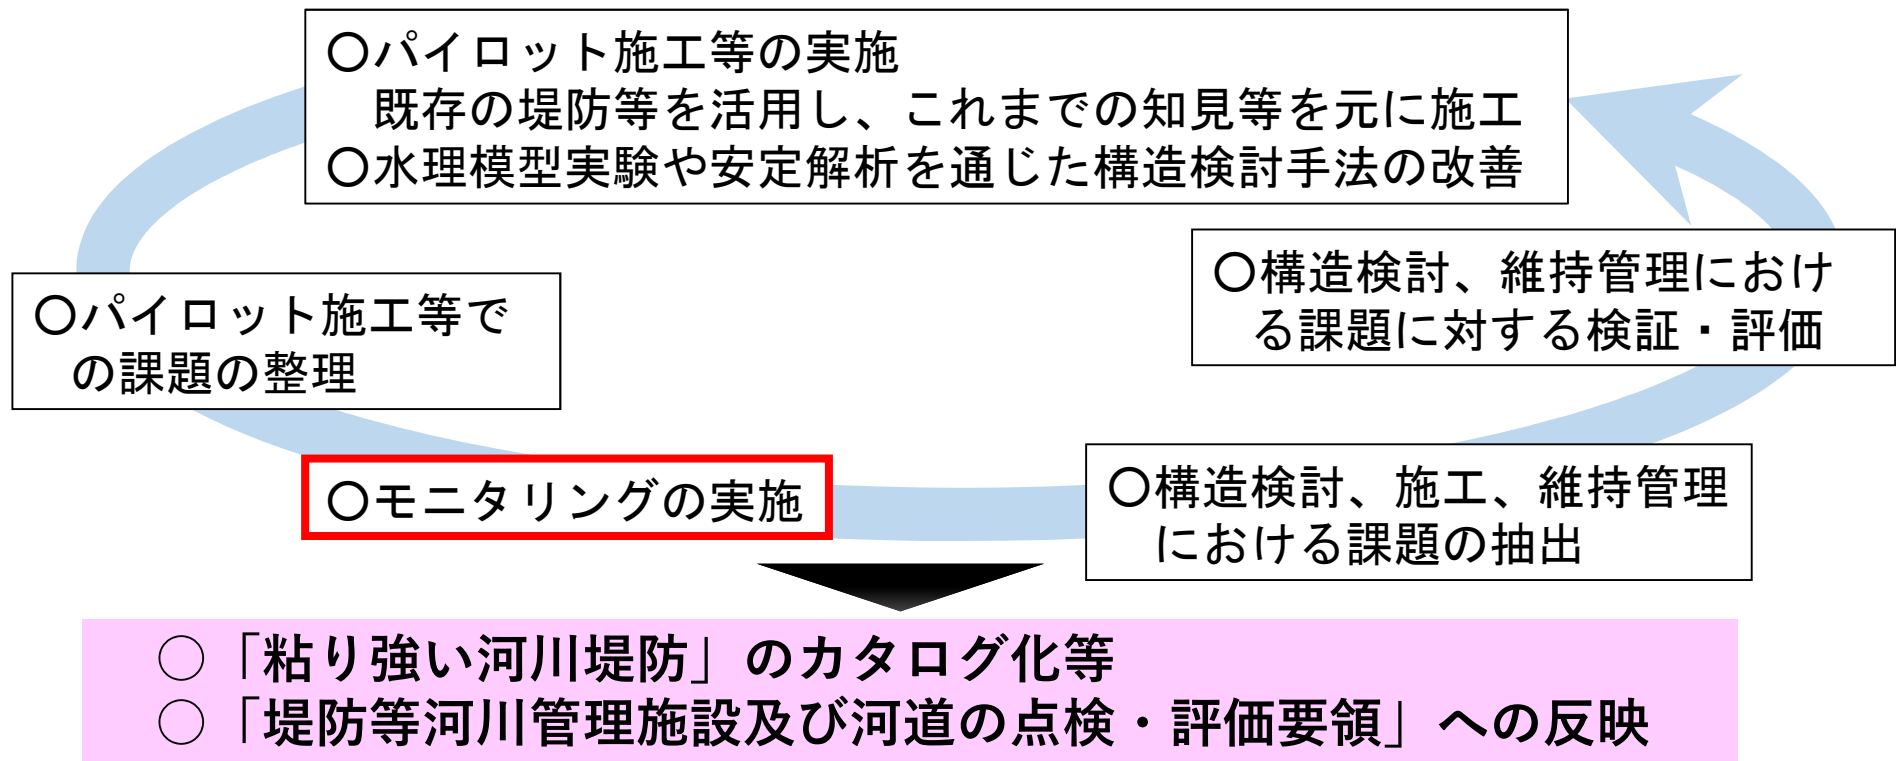 〇パイロット施工等の実施
既存の堤防等を活用し、これまでの知見等を元に施工
〇水理模型実験や安定解析を通じた構造検討手法の改善
〇構造検討、維持管理におけ
る課題に対する検証・評価
〇パイロット施工等で
の課題の整理
〇モニタリングの実施
〇構造検討、施工、維持管理
における課題の抽出
〇「粘り強い河川堤防」のカタログ化等
〇「堤防等河川管理施設及び河道の点検・評価要領」への反映